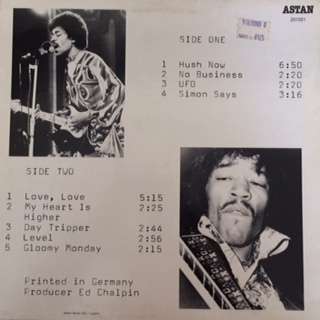 ASTAN
SIDE ONE
1 Hush Now 6:50
2 No Business 2:20
3 UFO 2:20
4 Simon Says 3:16
SIDE TWO
1 Love, Love 5:15
2 My Heart Is
Higher 2:25
3 Day Tripper 2:44
4 Level 2:56
5 Gloomy Monday 2:15
Printed in Germany
Producer Ed Chalpin